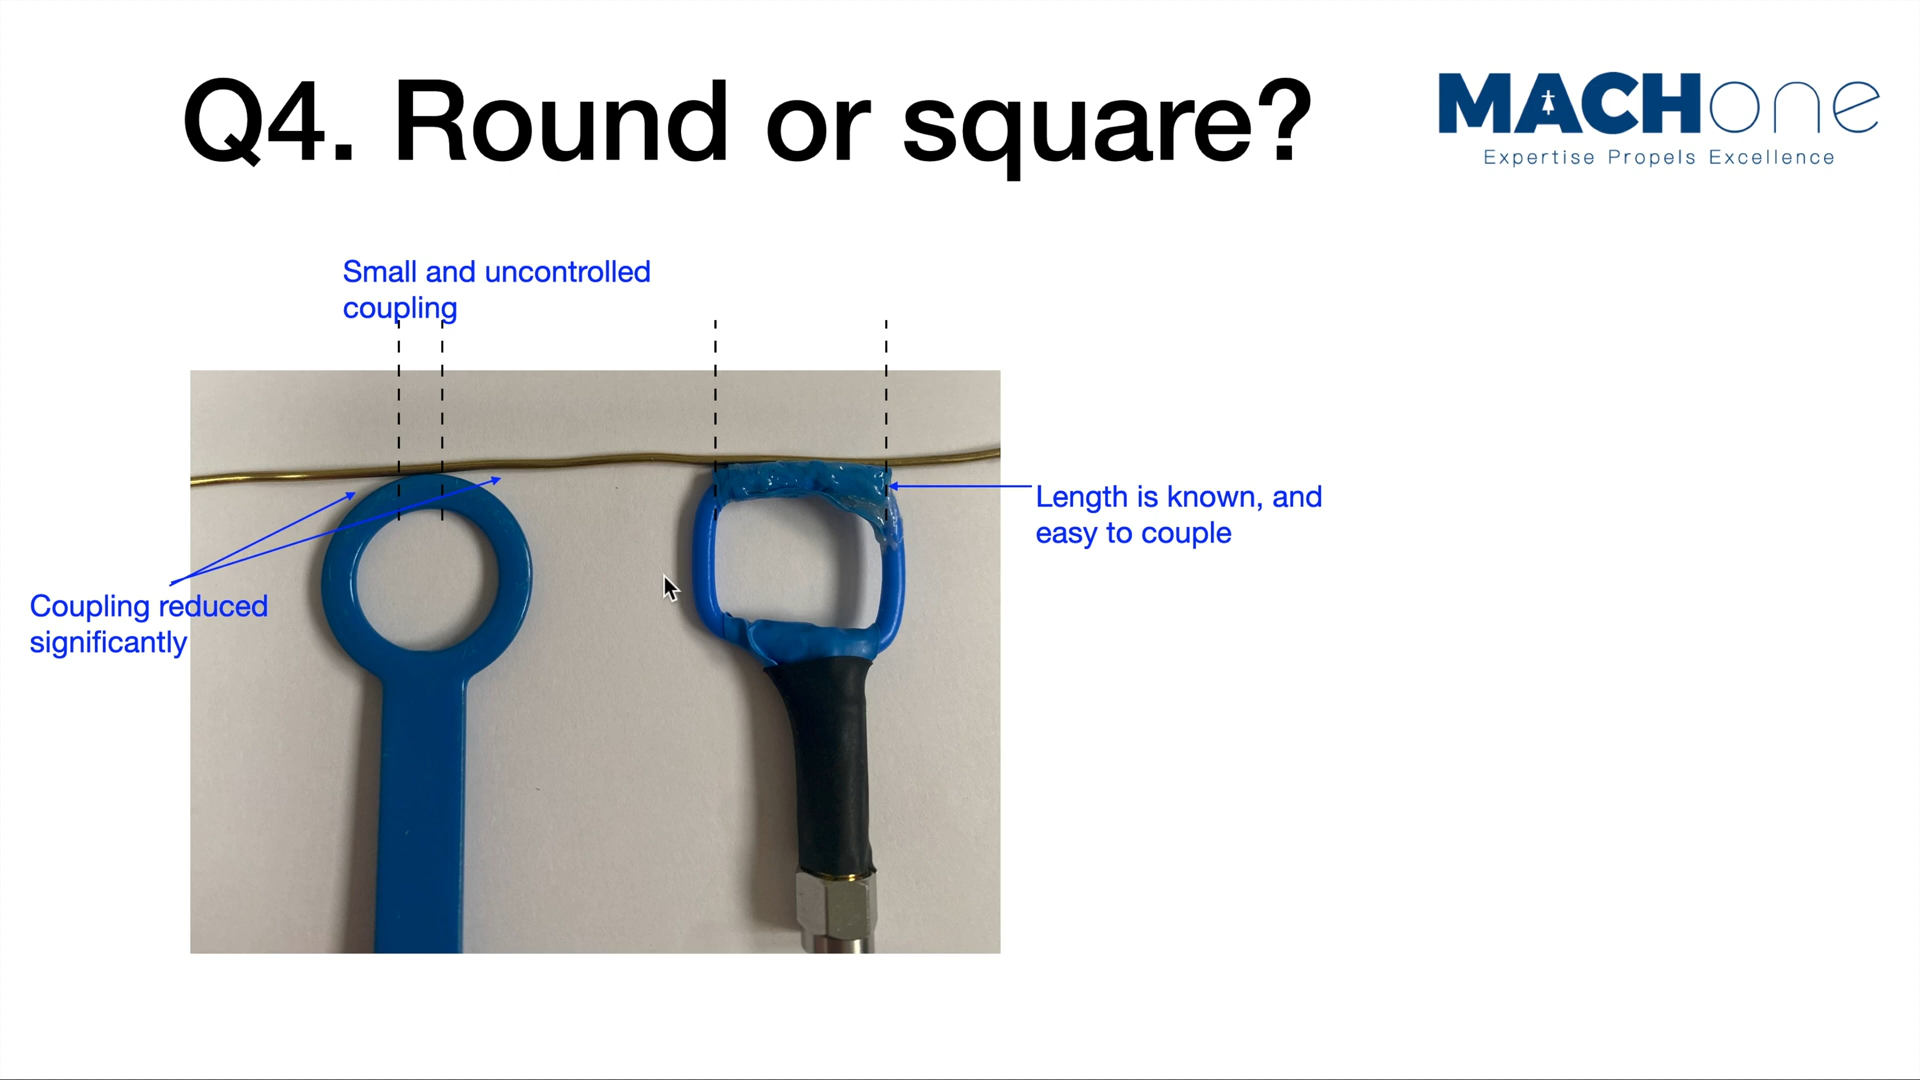 Q4. Round or square?
MACHone
Expertise Propels Excellence
Small and uncontrolled
coupling
Length is known, and
easy to couple
Coupling reduced
significantly